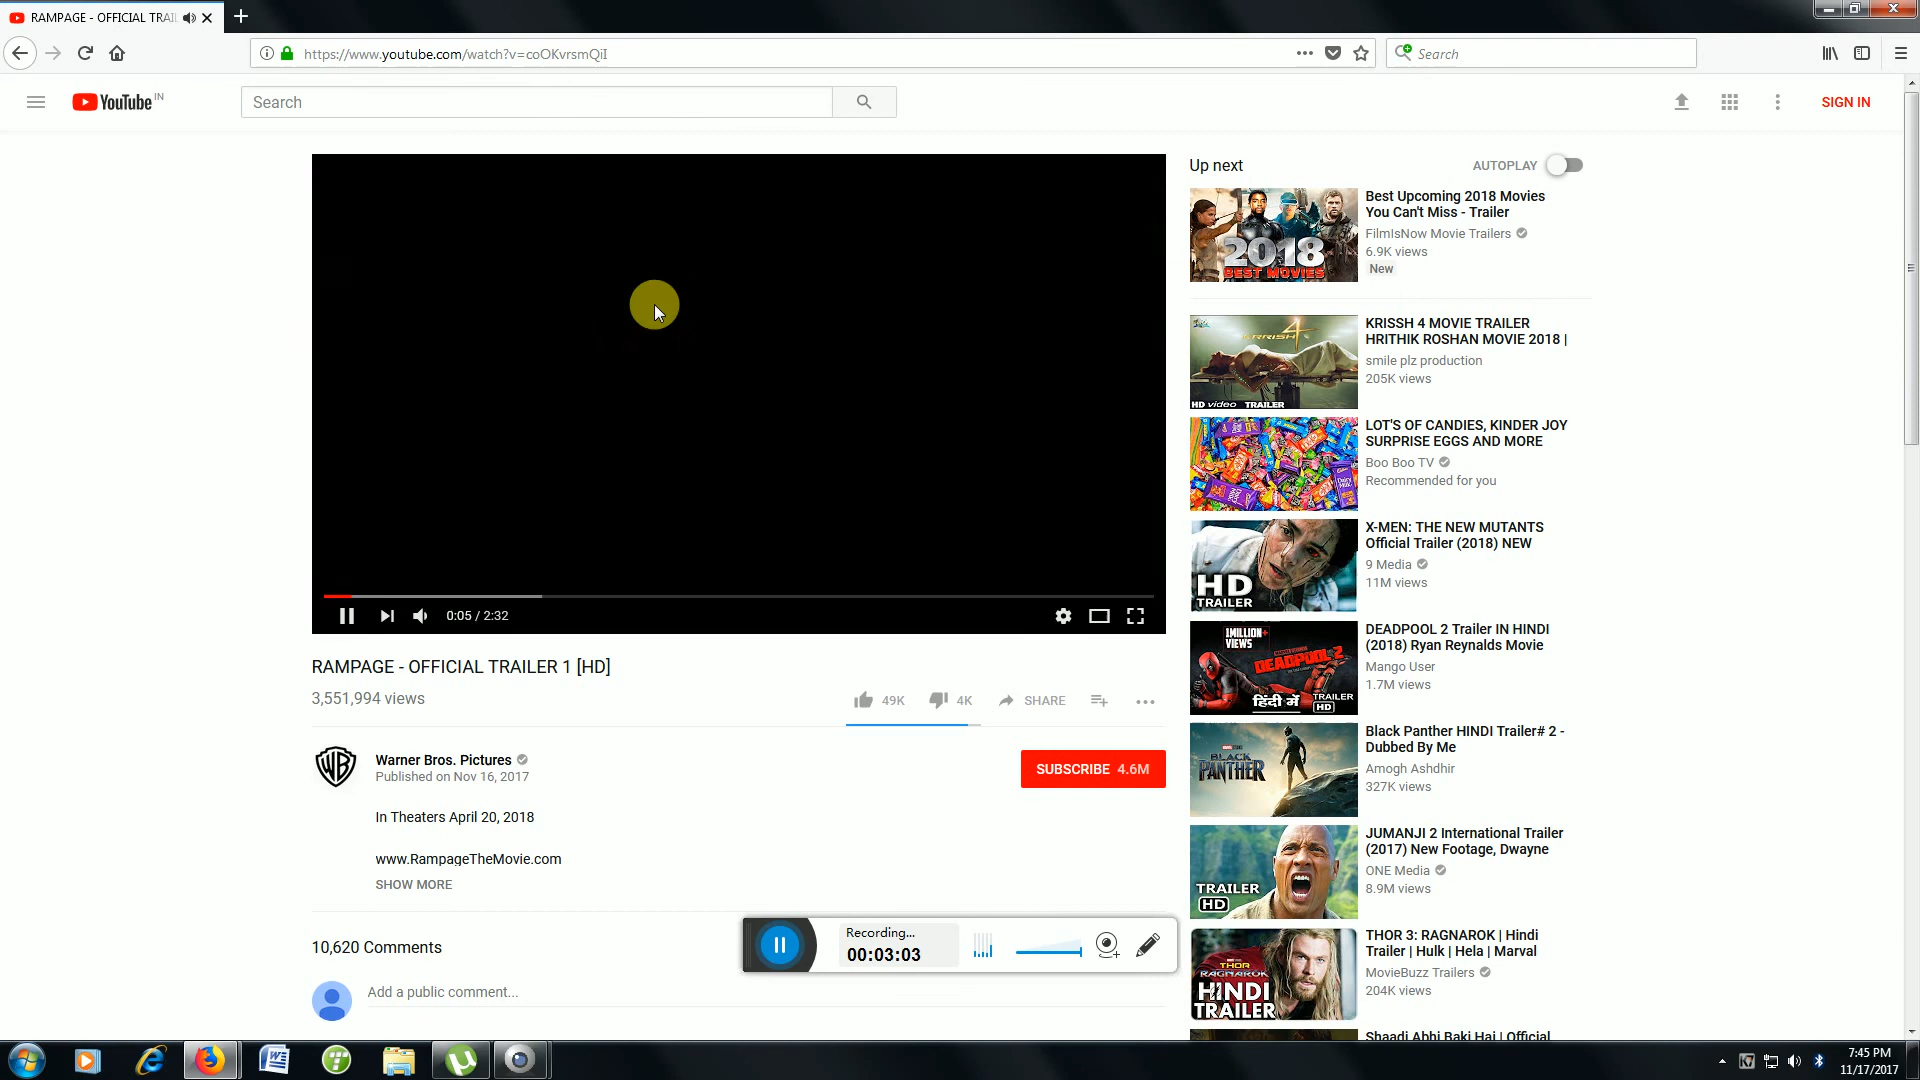 RAMPAGE - OFFICIAL TRAI
https://www.youtube.com/watch?v=coOKvrsmQiI
Search
YouTube IN
Search
SIGN IN
Up next
AUTOPLAY
2018
BEST MOVIES
Best Upcoming 2018 Movies
You Can't Miss - Trailer
FilmIsNow Movie Trailers
6.9K views
New
KRRISH 4
HD video TRAILER
KRISSH 4 MOVIE TRAILER
HRITHIK ROSHAN MOVIE 2018 |
smile plz production
205K views
LOT'S OF CANDIES, KINDER JOY
SURPRISE EGGS AND MORE
Boo Boo TV
Recommended for you
HD
TRAILER
X-MEN: THE NEW MUTANTS
Official Trailer (2018) NEW
9 Media
11M views
0:05 / 2:32
1MILLION+
VIEWS
DEADPOOL 2
हिंदी में
TRAILER
HD
DEADPOOL 2 Trailer IN HINDI
(2018) Ryan Reynalds Movie
Mango User
1.7M views
RAMPAGE - OFFICIAL TRAILER 1 [HD]
3,551,994 views
49K
4K
SHARE
BLACK
PANTHER
Black Panther HINDI Trailer# 2 -
Dubbed By Me
Amogh Ashdhir
327K views
Warner Bros. Pictures
Published on Nov 16, 2017
SUBSCRIBE 4.6M
In Theaters April 20, 2018
www.RampageTheMovie.com
SHOW MORE
TRAILER
HD
JUMANJI 2 International Trailer
(2017) New Footage, Dwayne
ONE Media
8.9M views
10,620 Comments
Add a public comment...
Recording...
00:03:03
THOR
RAGNAROK
HINDI
TRAILER
THOR 3: RAGNAROK | Hindi
Trailer | Hulk | Hela | Marval
MovieBuzz Trailers
204K views
Shaadi Abhi Baki Hai | Official
7:45 PM
11/17/2017